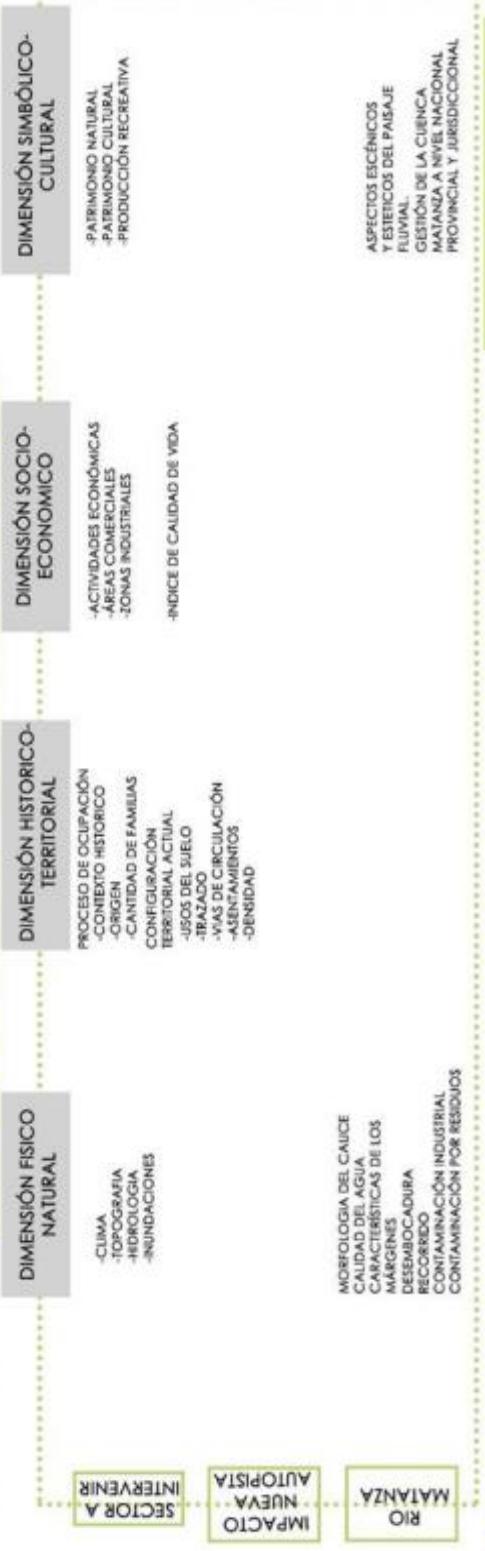 DIMENSIÓN FISICO
NATURAL
DIMENSIÓN HISTORICO-
TERRITORIAL
DIMENSIÓN SOCIO-
ECONOMICO
DIMENSIÓN SIMBÓLICO-
CULTURAL
SECTOR A
INTERVENIR
-CLIMA
-TOPOGRAFIA
-HIDROLOGIA
-INUNDACIONES
PROCESO DE OCUPACIÓN
-CONTEXTO HISTORICO
-ORIGEN
-CANTIDAD DE FAMILIAS
CONFIGURACIÓN
TERRITORIAL ACTUAL
-USOS DEL SUELO
-TRAZADO
-VIAS DE CIRCULACIÓN
-ASENTAMIENTOS
-DENSIDAD
-ACTIVIDADES ECONÓMICAS
-ÁREAS COMERCIALES
-ZONAS INDUSTRIALES
-INDICE DE CALIDAD DE VIDA
-PATRIMONIO NATURAL
-PATRIMONIO CULTURAL
-PRODUCCIÓN RECREATIVA
IMPACTO
NUEVA
AUTOPISTA
RIO
MATANZA
MORFOLOGIA DEL CAUCE
CALIDAD DEL AGUA
CARACTERÍSTICAS DE LOS
MÁRGENES
DESEMBOCADURA
RECORRIDO
CONTAMINACIÓN INDUSTRIAL
CONTAMINACIÓN POR RESIDUOS
ASPECTOS ESCÉNICOS
Y ESTETICOS DEL PAISAJE
FLUVIAL.
GESTIÓN DE LA CUENCA
MATANZA A NIVEL NACIONAL
PROVINCIAL Y JURISDICCIONAL